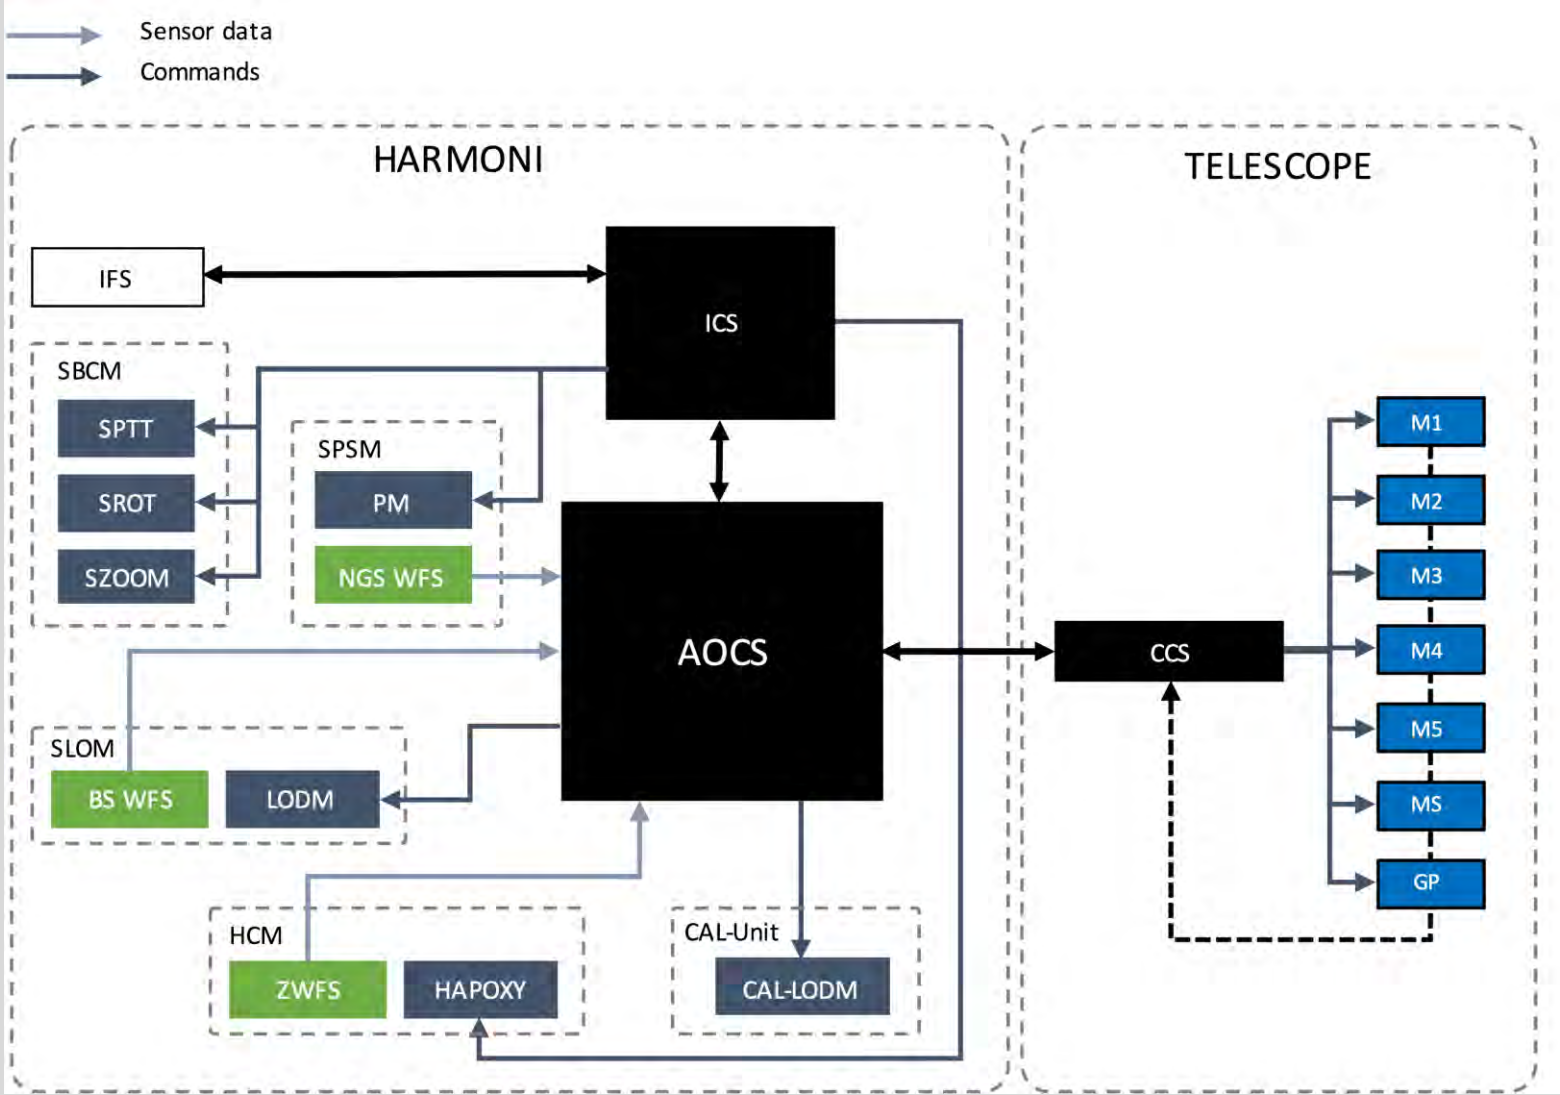 Sensor data
Commands
HARMONI
TELESCOPE
IFS
ICS
SBCM
SPTT
SROT
SZOOM
SPSM
PM
NGS WFS
AOCS
CCS
M1
M2
M3
M4
M5
MS
GP
SLOM
BS WFS
LODM
HCM
ZWFS
HAPOXY
CAL-Unit
CAL-LODM